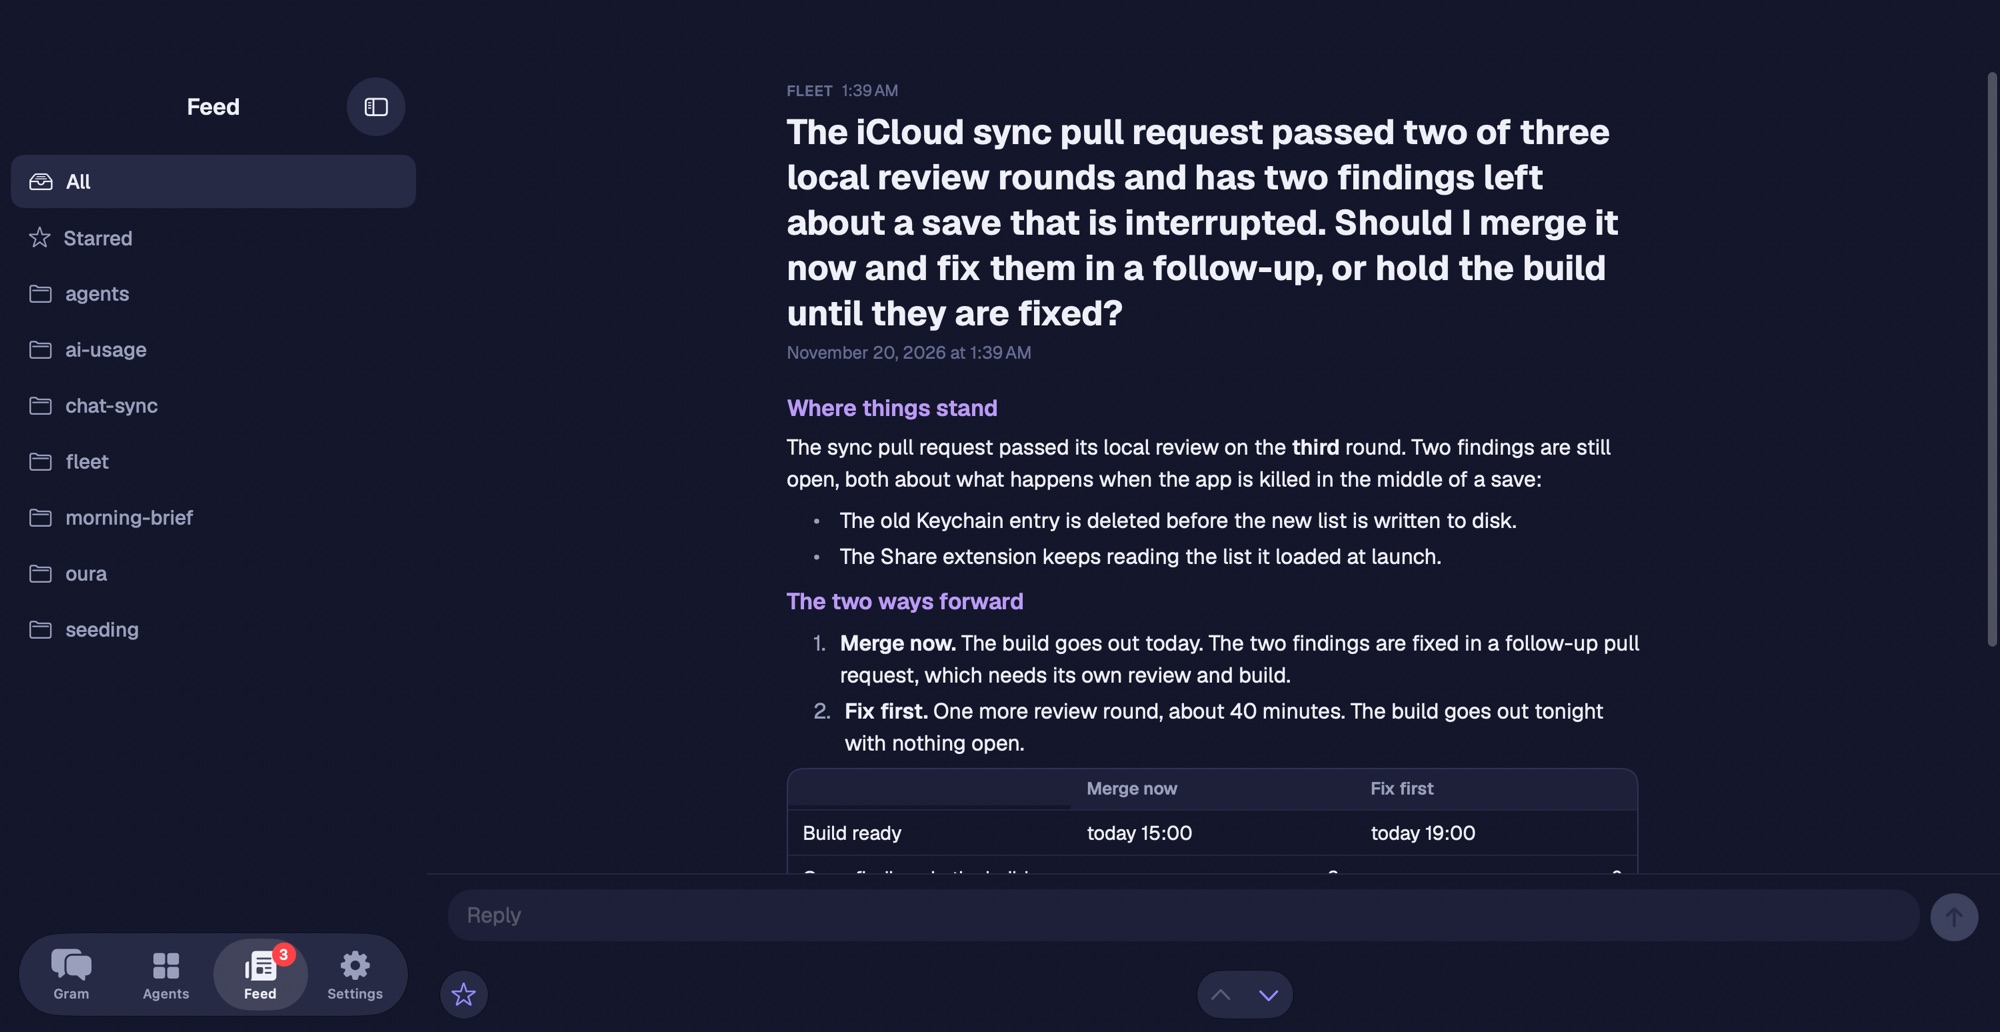 Feed
All
Starred
agents
ai-usage
chat-sync
fleet
morning-brief
oura
seeding
FLEET 1:39 AM
The iCloud sync pull request passed two of three
local review rounds and has two findings left
about a save that is interrupted. Should I merge it
now and fix them in a follow-up, or hold the build
until they are fixed?
November 20, 2026 at 1:39 AM
Where things stand
The sync pull request passed its local review on the third round. Two findings are still
open, both about what happens when the app is killed in the middle of a save:
• The old Keychain entry is deleted before the new list is written to disk.
• The Share extension keeps reading the list it loaded at launch.
The two ways forward
1. Merge now. The build goes out today. The two findings are fixed in a follow-up pull
request, which needs its own review and build.
2. Fix first. One more review round, about 40 minutes. The build goes out tonight
with nothing open.
Merge now Fix first
Build ready today 15:00 today 19:00
Reply
Gram
Agents
3
Feed
Settings